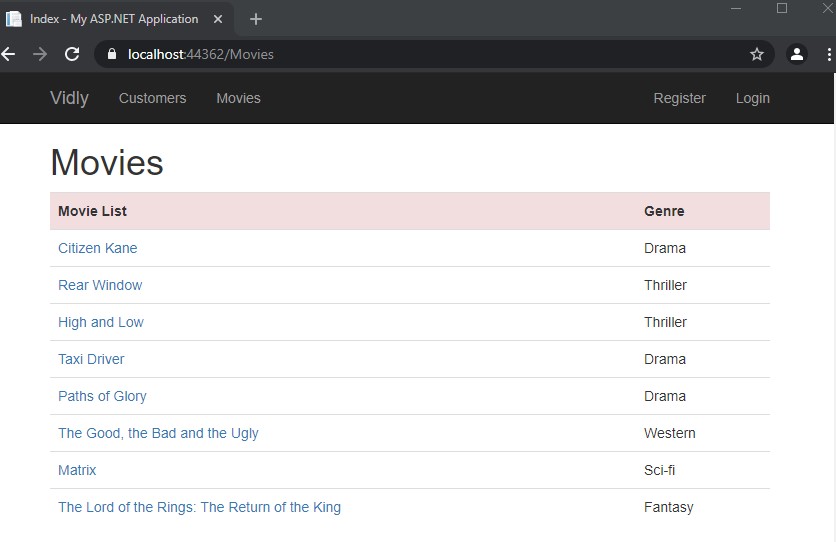 Index - My ASP.NET Application
localhost:44362/Movies
Vidly Customers Movies Register Login
Movies
Movie List Genre
Citizen Kane Drama
Rear Window Thriller
High and Low Thriller
Taxi Driver Drama
Paths of Glory Drama
The Good, the Bad and the Ugly Western
Matrix Sci-fi
The Lord of the Rings: The Return of the King Fantasy